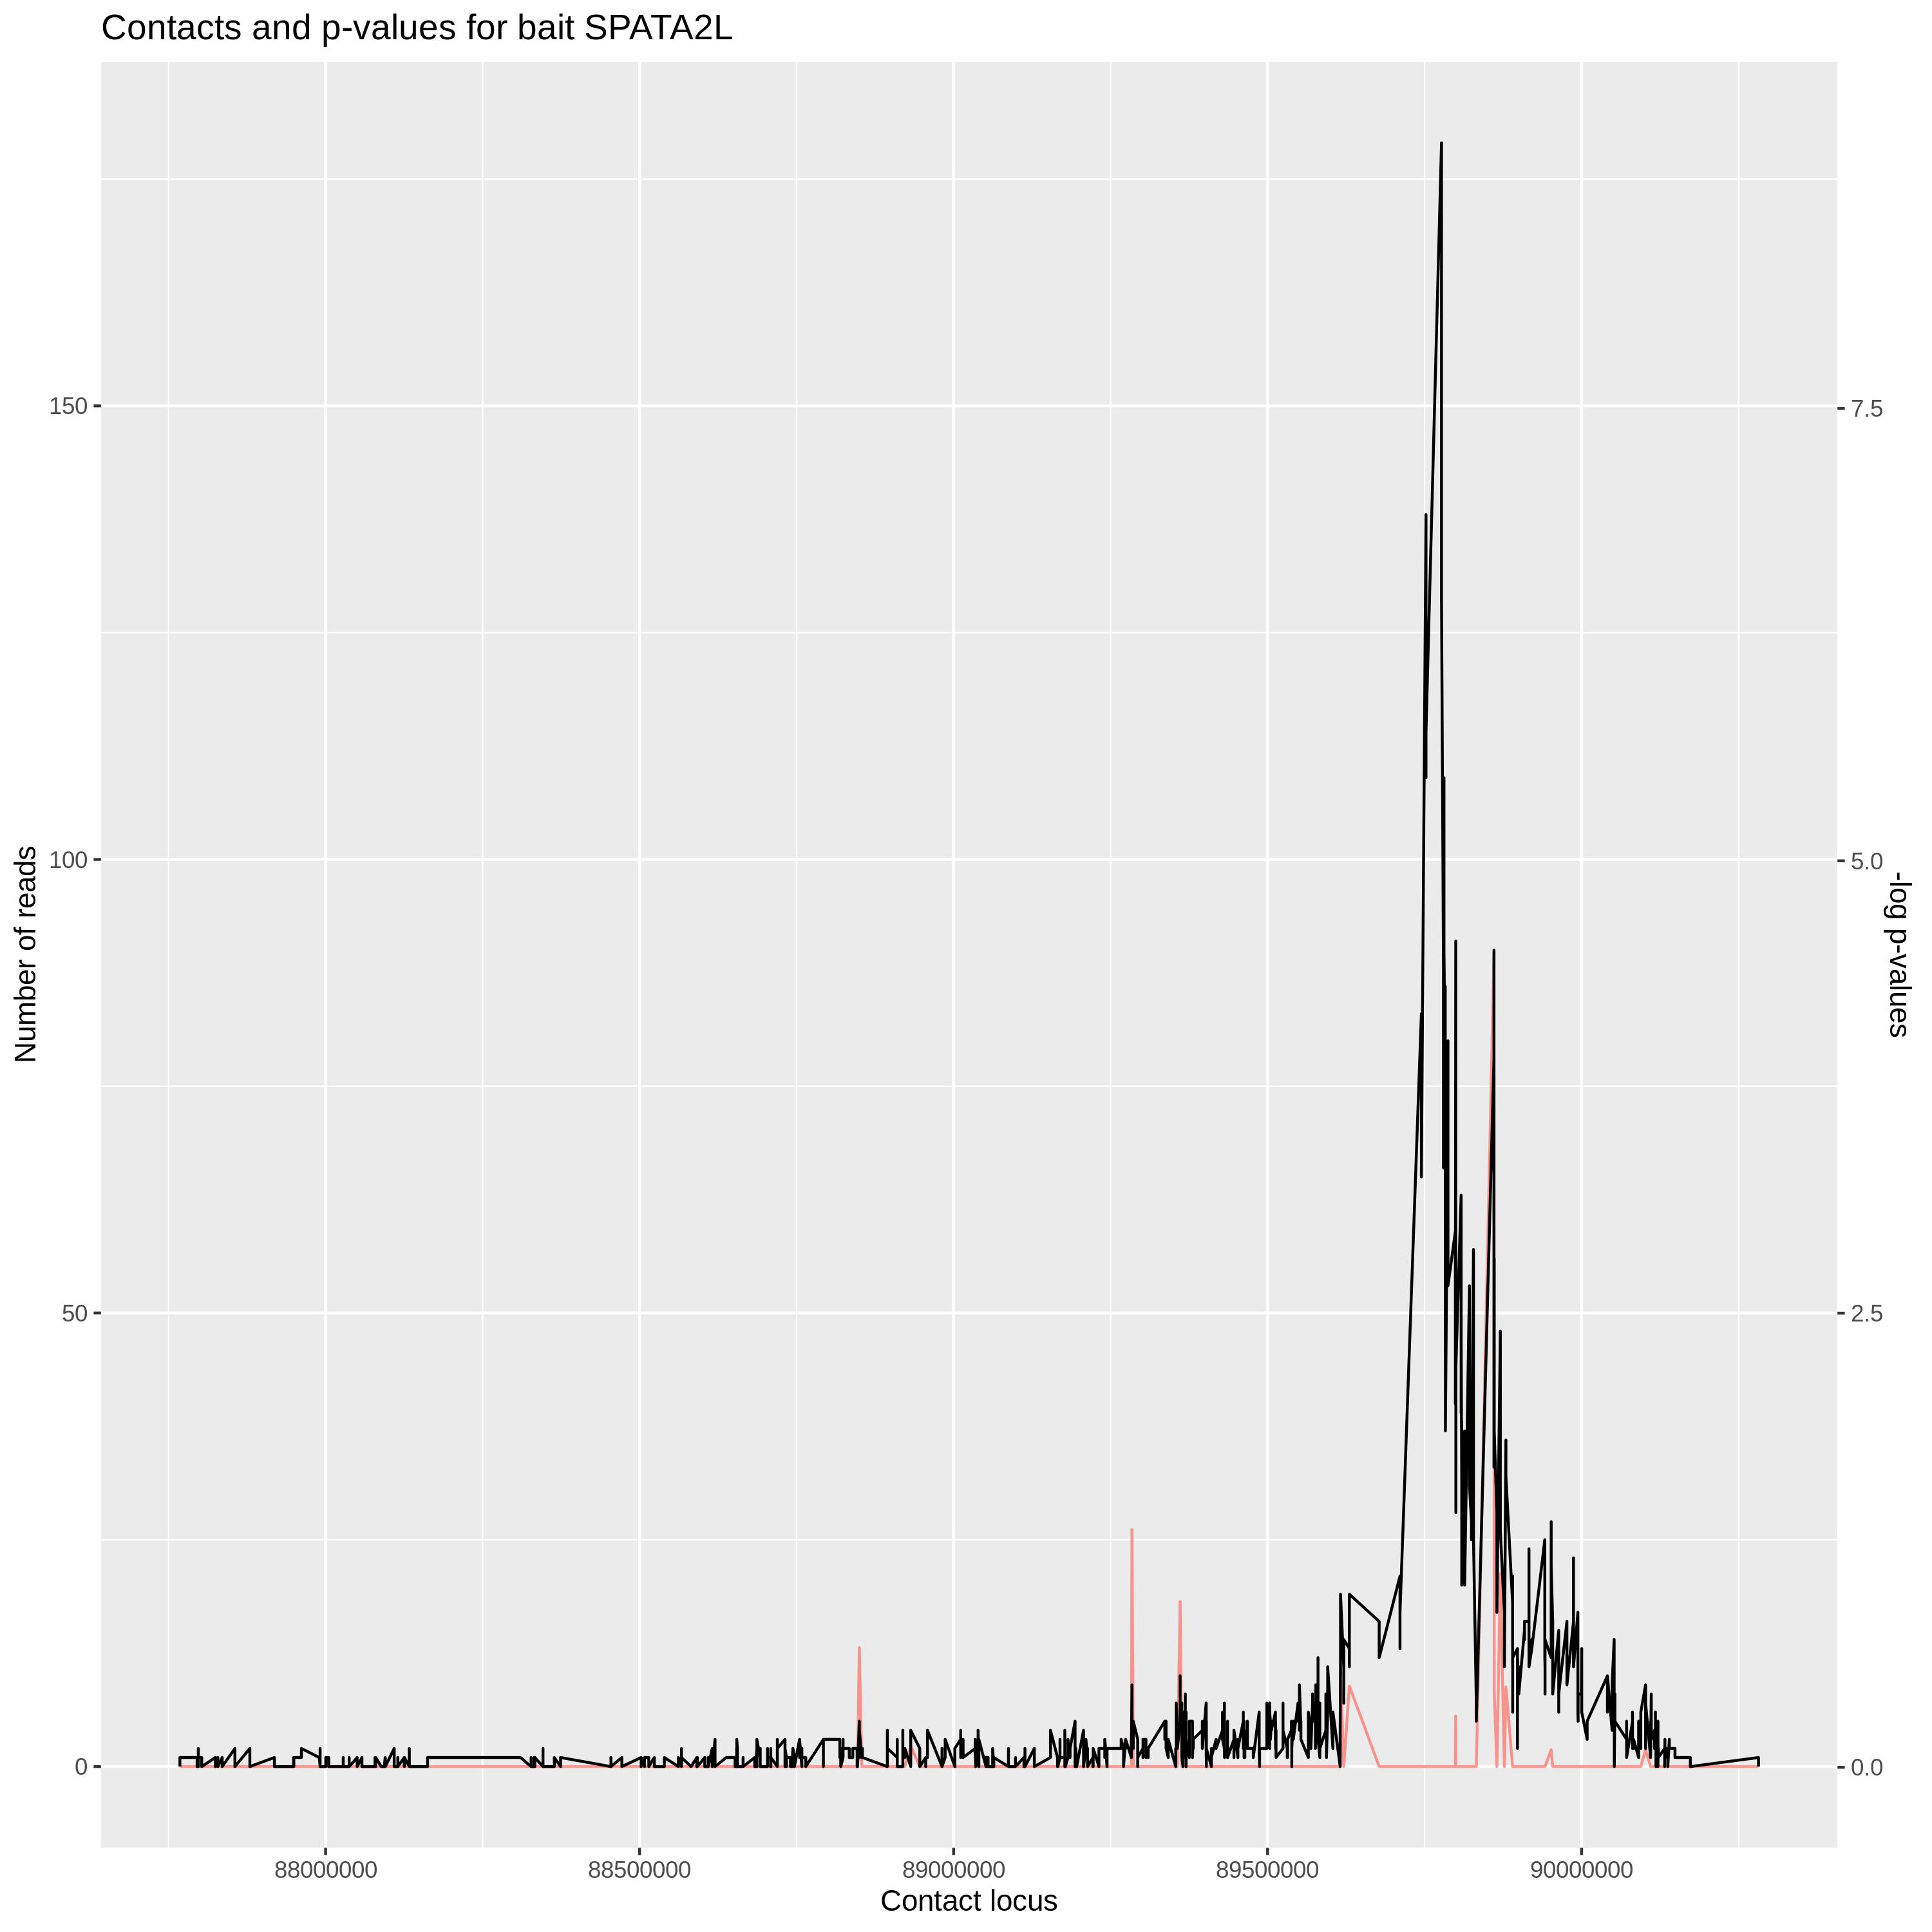 Contacts and p-values for bait SPATA2L
Number of reads
150
100
50
0
7.5
5.0
2.5
0.0
-log p-values
88000000 88500000 89000000 89500000 90000000
Contact locus